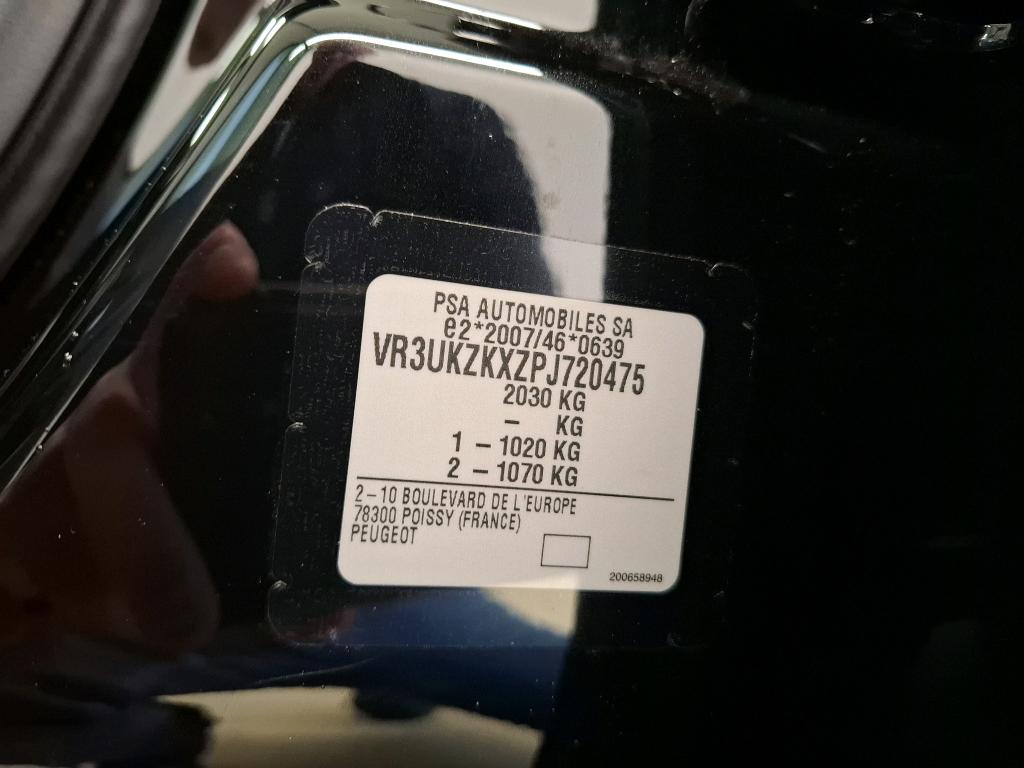 PSA AUTOMOBILES SA
e2*2007/46*0639
VR3UKZKXZPJ720475
2030 KG
– KG
1 – 1020 KG
2 – 1070 KG
2–10 BOULEVARD DE L'EUROPE
78300 POISSY (FRANCE)
PEUGEOT
200658948